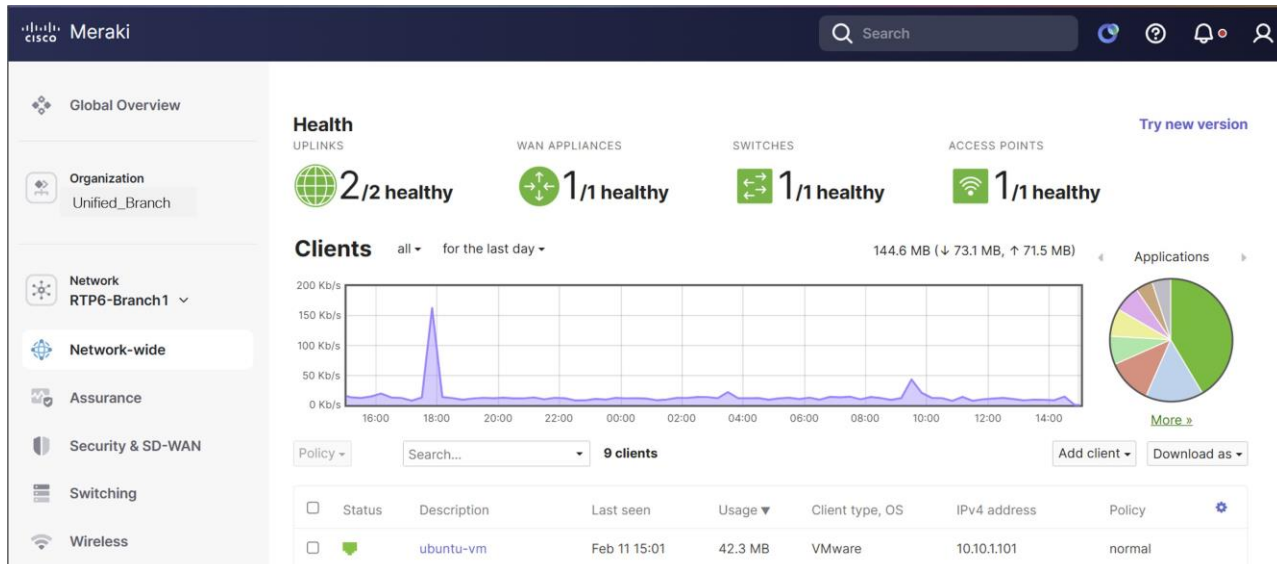 cisco Meraki
Search
Global Overview
Organization
Unified_Branch
Network
RTP6-Branch1
Network-wide
Assurance
Security & SD-WAN
Switching
Wireless
Health
Try new version
UPLINKS WAN APPLIANCES SWITCHES ACCESS POINTS
2/2 healthy 1/1 healthy 1/1 healthy 1/1 healthy
Clients all for the last day 144.6 MB (↓ 73.1 MB, ↑ 71.5 MB) Applications
200 Kb/s
150 Kb/s
100 Kb/s
50 Kb/s
0 Kb/s
16:00 18:00 20:00 22:00 00:00 02:00 04:00 06:00 08:00 10:00 12:00 14:00
More »
Policy Search... 9 clients Add client Download as
Status Description Last seen Usage ▼ Client type, OS IPv4 address Policy
ubuntu-vm Feb 11 15:01 42.3 MB VMware 10.10.1.101 normal